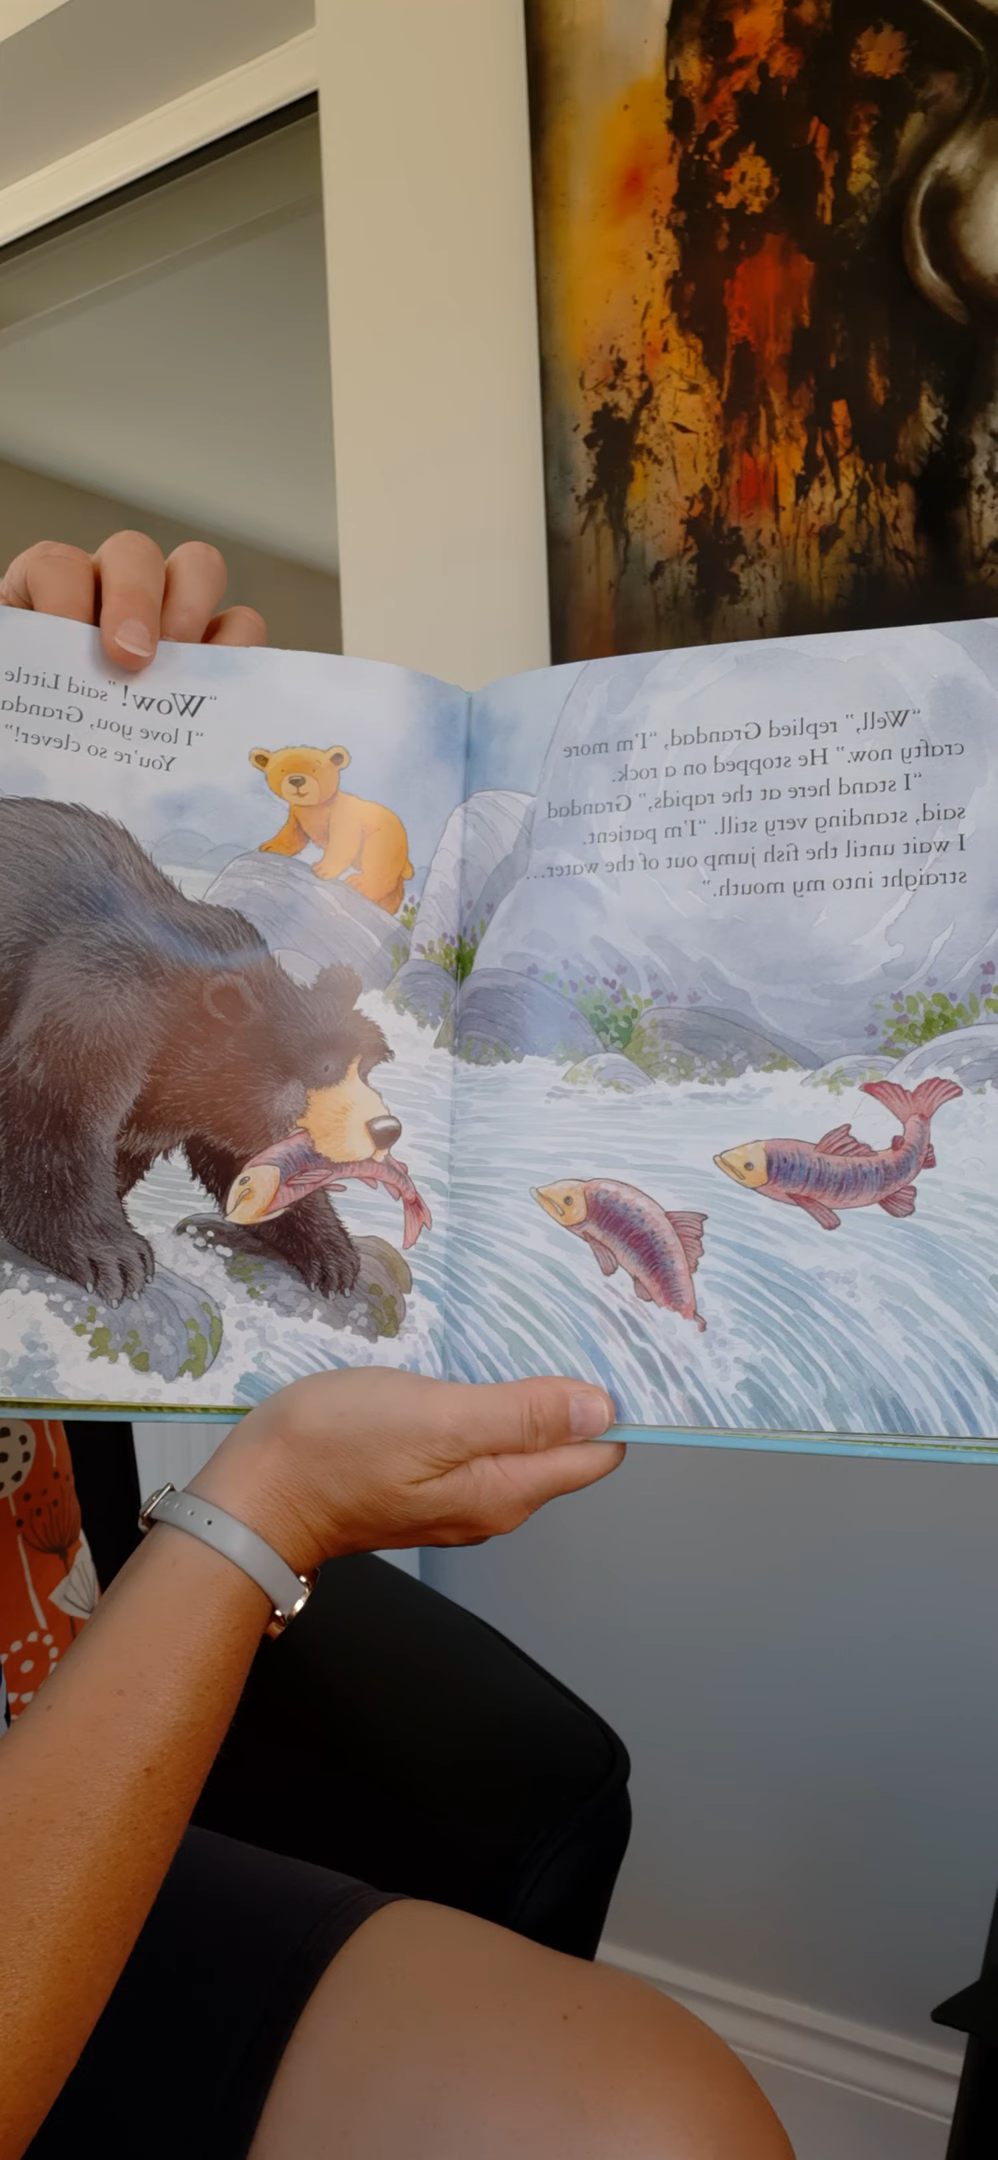 “Well,” replied Grandad, “I’m more
crafty now.” He stopped on a rock.
“I stand here at the rapids,” Grandad
said, standing very still. “I’m patient.
I wait until the fish jump out of the water...
straight into my mouth.”
“Wow!” said Little
“I love you, Granda
You’re so clever!”